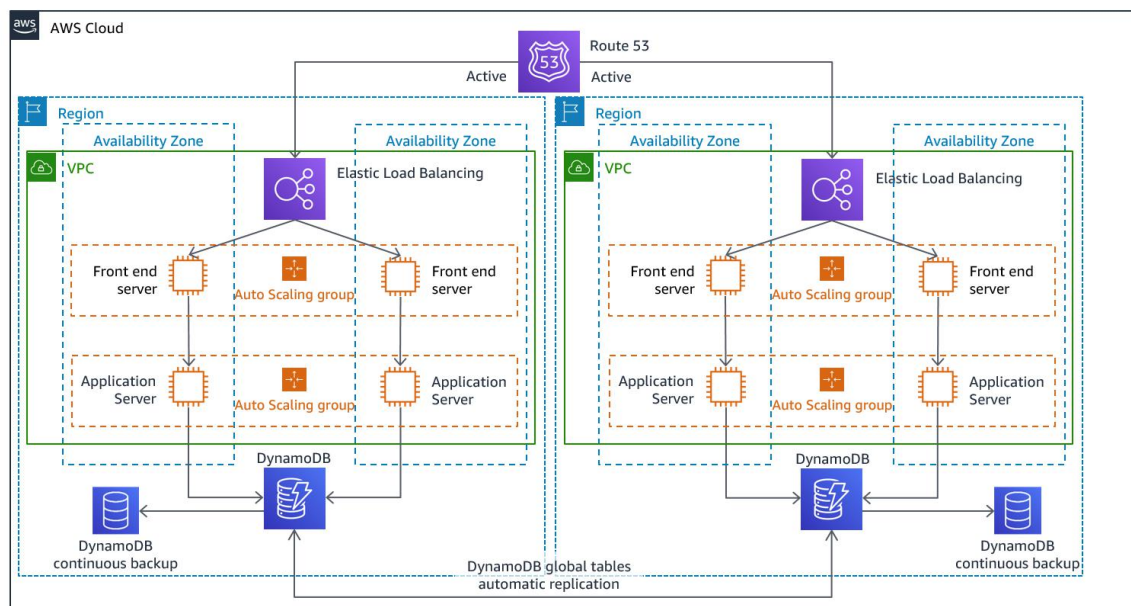 aws
AWS Cloud
Route 53
53
Active
Active
Region
Region
Availability Zone
Availability Zone
Availability Zone
Availability Zone
VPC
VPC
Elastic Load Balancing
Elastic Load Balancing
Front end
server
Auto Scaling group
Front end
server
Front end
server
Auto Scaling group
Front end
server
Application
Server
Auto Scaling group
Application
Server
Application
Server
Auto Scaling group
Application
Server
DynamoDB
DynamoDB
DynamoDB
continuous backup
DynamoDB
continuous backup
DynamoDB global tables
automatic replication